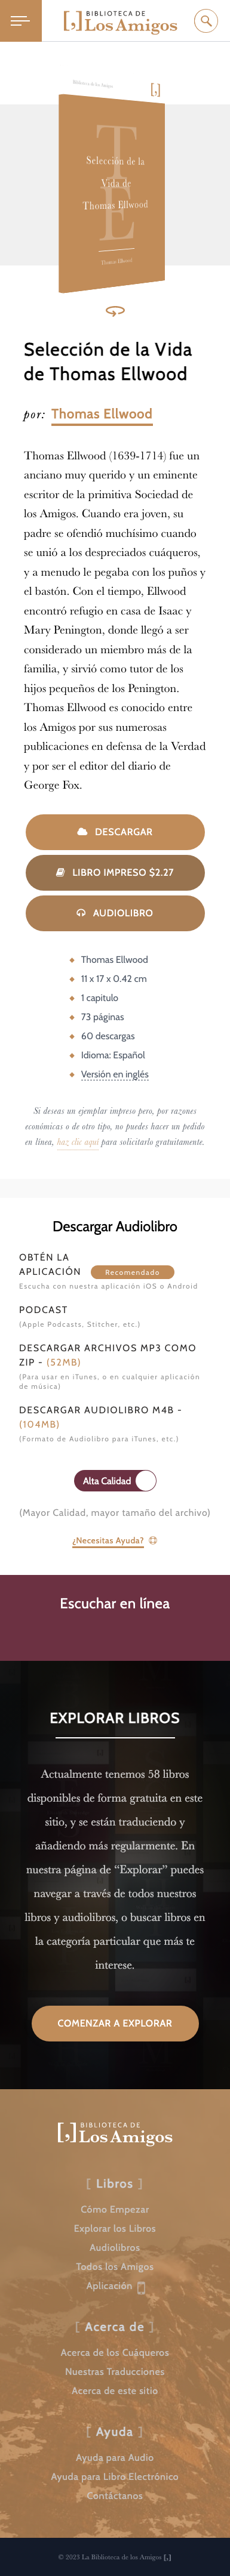 BIBLIOTECA DE
[,] Los Amigos
Biblioteca de los Amigos
[,]
TE
Selección de la
Vida de
Thomas Ellwood
Thomas Ellwood
Selección de la Vida
de Thomas Ellwood
por: Thomas Ellwood
Thomas Ellwood (1639-1714) fue un
anciano muy querido y un eminente
escritor de la primitiva Sociedad de
los Amigos. Cuando era joven, su
padre se ofendió muchísimo cuando
se unió a los despreciados cuáqueros,
y a menudo le pegaba con los puños y
el bastón. Con el tiempo, Ellwood
encontró refugio en casa de Isaac y
Mary Penington, donde llegó a ser
considerado un miembro más de la
familia, y sirvió como tutor de los
hijos pequeños de los Penington.
Thomas Ellwood es conocido entre
los Amigos por sus numerosas
publicaciones en defensa de la Verdad
y por ser el editor del diario de
George Fox.
DESCARGAR
LIBRO IMPRESO $2.27
AUDIOLIBRO
Thomas Ellwood
11 x 17 x 0.42 cm
1 capitulo
73 páginas
60 descargas
Idioma: Español
Versión en inglés
Si deseas un ejemplar impreso pero, por razones
económicas o de otro tipo, no puedes hacer un pedido
en línea, haz clic aquí para solicitarlo gratuitamente.
Descargar Audiolibro
OBTÉN LA
APLICACIÓN Recomendado
Escucha con nuestra aplicación iOS o Android
PODCAST
(Apple Podcasts, Stitcher, etc.)
DESCARGAR ARCHIVOS MP3 COMO
ZIP - (52MB)
(Para usar en iTunes, o en cualquier aplicación
de música)
DESCARGAR AUDIOLIBRO M4B -
(104MB)
(Formato de Audiolibro para iTunes, etc.)
Alta Calidad
(Mayor Calidad, mayor tamaño del archivo)
¿Necesitas Ayuda?
Escuchar en línea
EXPLORAR LIBROS
Actualmente tenemos 58 libros
disponibles de forma gratuita en este
sitio, y se están traduciendo y
añadiendo más regularmente. En
nuestra página de “Explorar” puedes
navegar a través de todos nuestros
libros y audiolibros, o buscar libros en
la categoría particular que más te
interese.
COMENZAR A EXPLORAR
BIBLIOTECA DE
[,] Los Amigos
[ Libros ]
Cómo Empezar
Explorar los Libros
Audiolibros
Todos los Amigos
Aplicación
[ Acerca de ]
Acerca de los Cuáqueros
Nuestras Traducciones
Acerca de este sitio
[ Ayuda ]
Ayuda para Audio
Ayuda para Libro Electrónico
Contáctanos
© 2023 La Biblioteca de los Amigos [,]